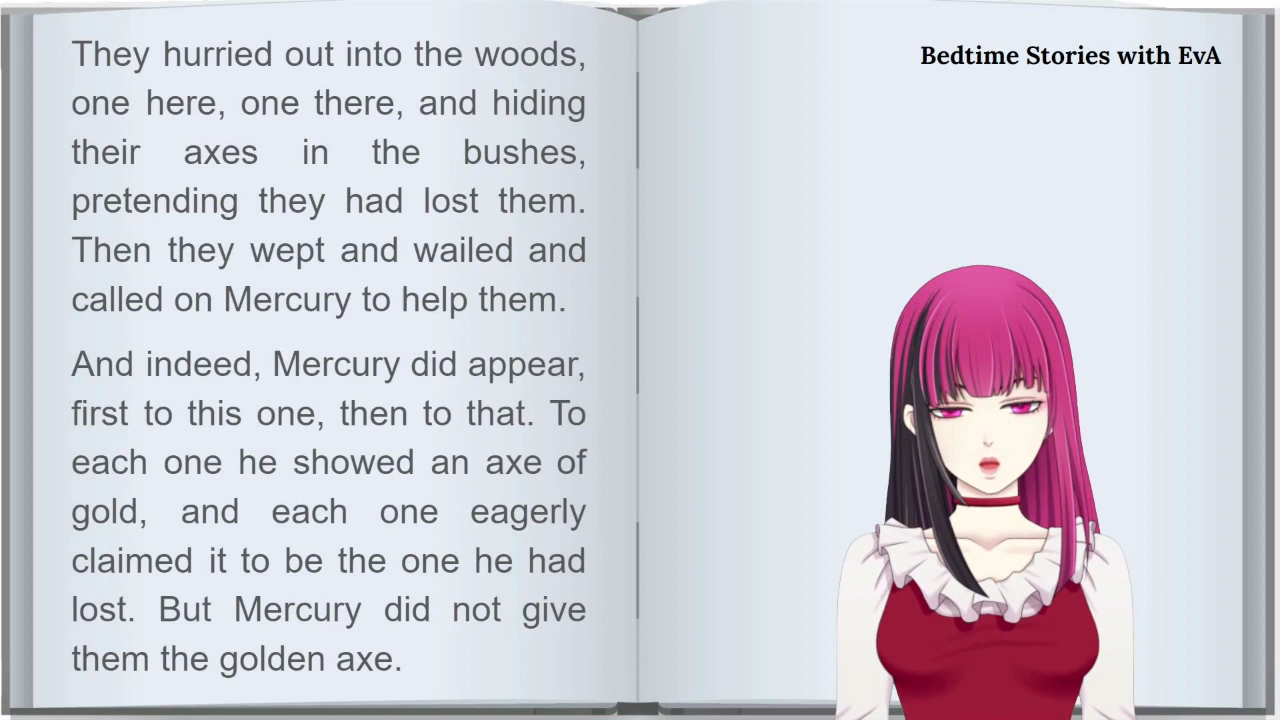 They hurried out into the woods,
one here, one there, and hiding
their axes in the bushes,
pretending they had lost them.
Then they wept and wailed and
called on Mercury to help them.
And indeed, Mercury did appear,
first to this one, then to that. To
each one he showed an axe of
gold, and each one eagerly
claimed it to be the one he had
lost. But Mercury did not give
them the golden axe.
Bedtime Stories with EvA